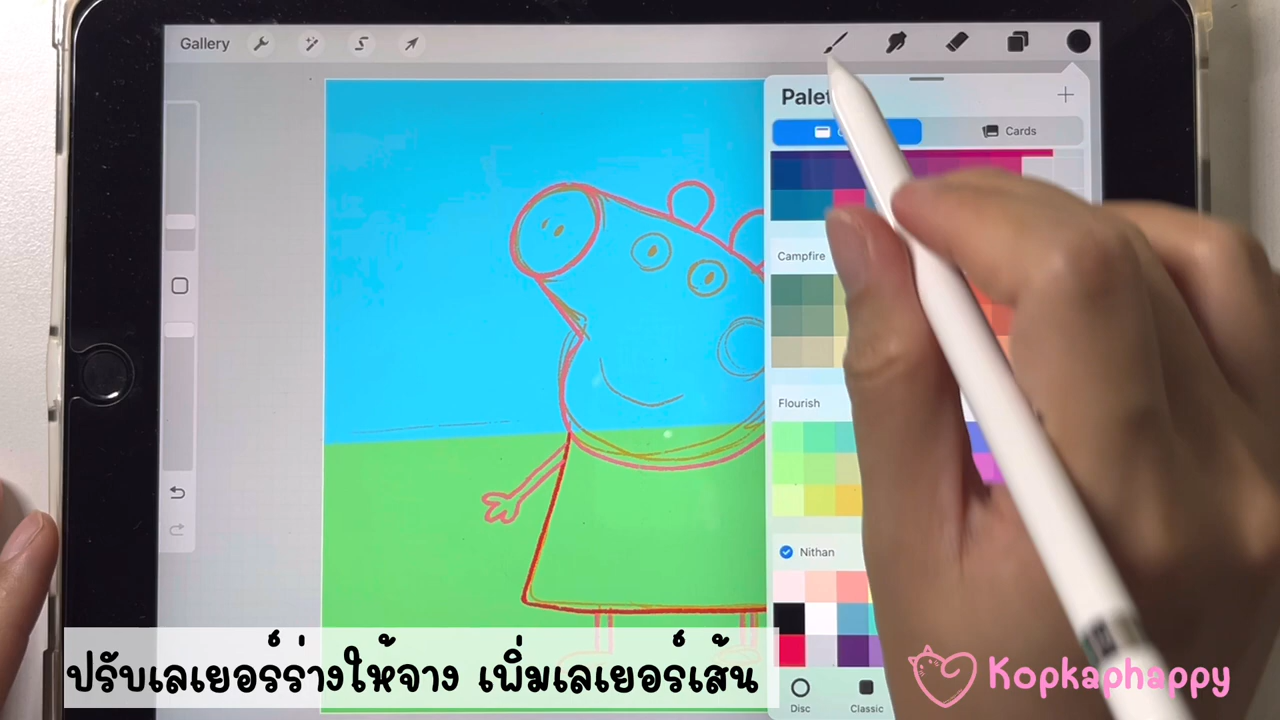 Gallery
Cards
Campfire
Flourish
Nithan
Disc
Classic
ปรับเลเยอร์ร่างให้จาง เพิ่มเลเยอร์เส้น
Kopkaphappy